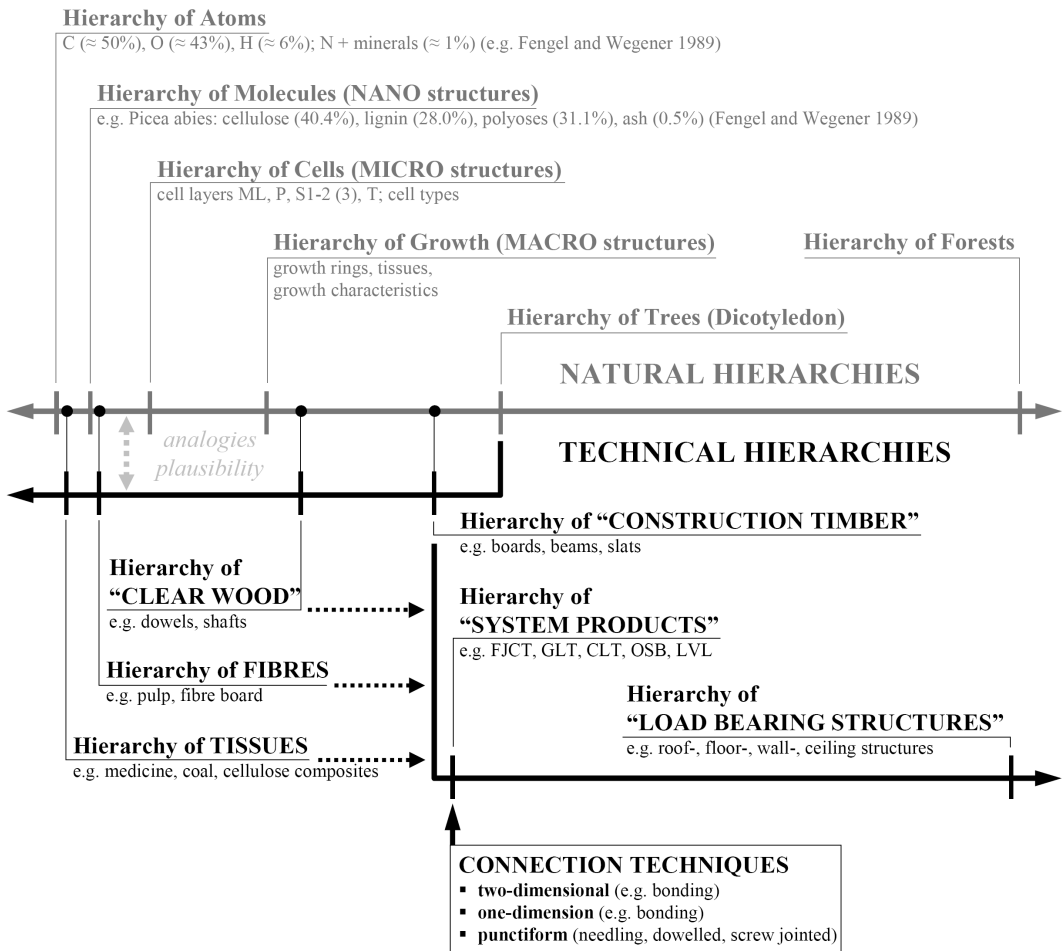 Hierarchy of Atoms
C (≈ 50%), O (≈ 43%), H (≈ 6%); N + minerals (≈ 1%) (e.g. Fengel and Wegener 1989)
Hierarchy of Molecules (NANO structures)
e.g. Picea abies: cellulose (40.4%), lignin (28.0%), polyoses (31.1%), ash (0.5%) (Fengel and Wegener 1989)
Hierarchy of Cells (MICRO structures)
cell layers ML, P, S1-2 (3), T; cell types
Hierarchy of Growth (MACRO structures)
growth rings, tissues,
growth characteristics
Hierarchy of Forests
Hierarchy of Trees (Dicotyledon)
NATURAL HIERARCHIES
analogies
plausibility
TECHNICAL HIERARCHIES
Hierarchy of “CONSTRUCTION TIMBER”
e.g. boards, beams, slats
Hierarchy of
“CLEAR WOOD”
e.g. dowels, shafts
Hierarchy of
“SYSTEM PRODUCTS”
e.g. FJCT, GLT, CLT, OSB, LVL
Hierarchy of FIBRES
e.g. pulp, fibre board
Hierarchy of
“LOAD BEARING STRUCTURES”
e.g. roof-, floor-, wall-, ceiling structures
Hierarchy of TISSUES
e.g. medicine, coal, cellulose composites
CONNECTION TECHNIQUES
▪ two-dimensional (e.g. bonding)
▪ one-dimension (e.g. bonding)
▪ punctiform (needling, dowelled, screw jointed)